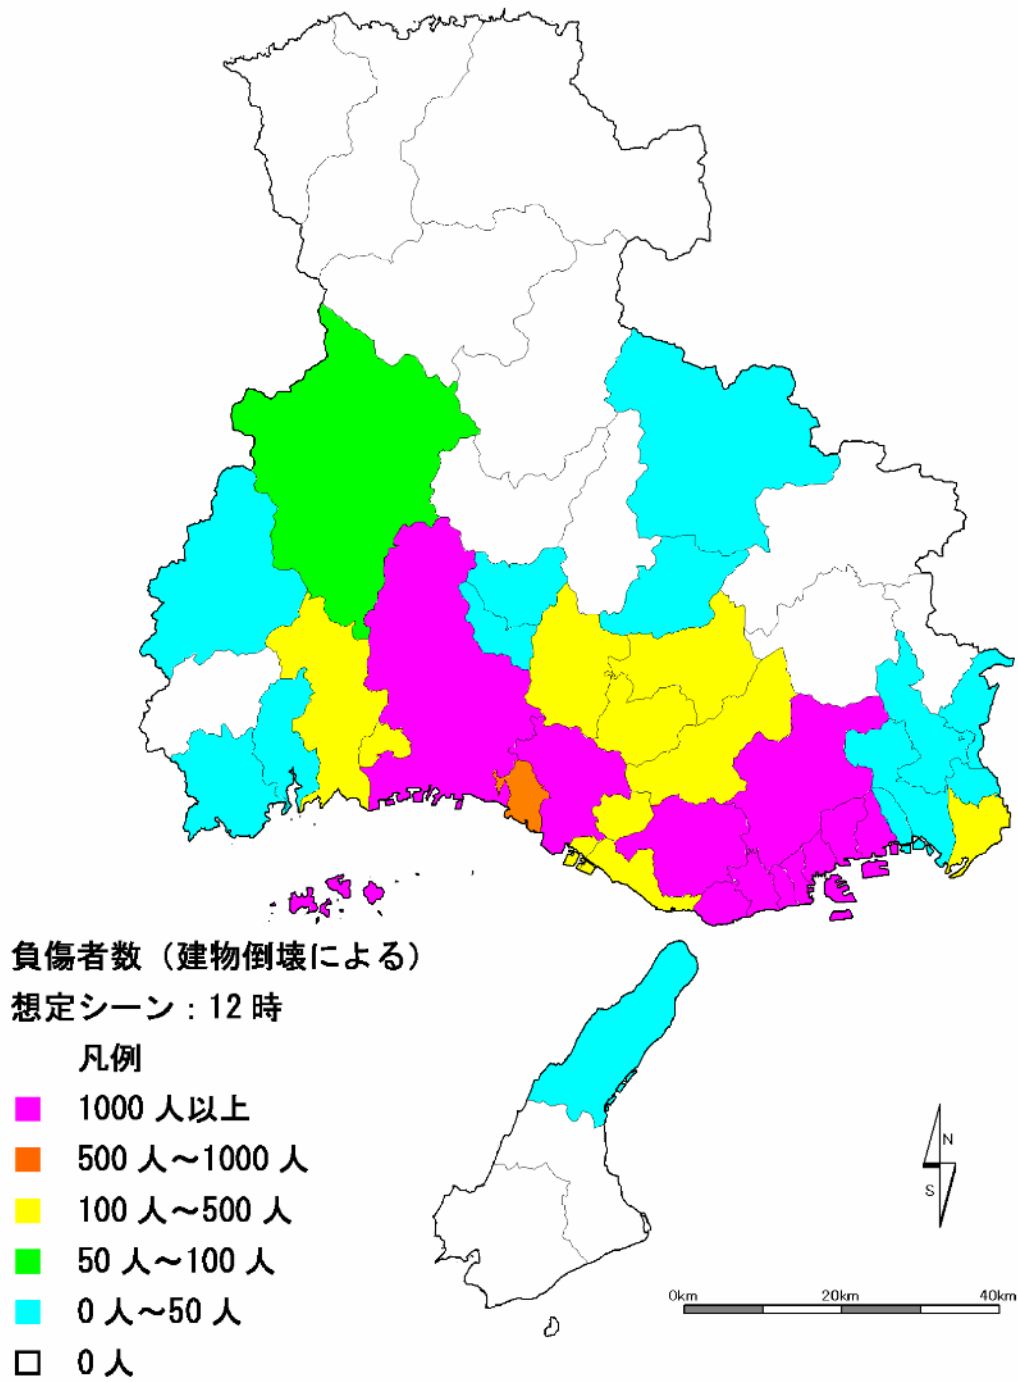 負傷者数（建物倒壊による）
想定シーン：12時
凡例
1000人以上
500人～1000人
100人～500人
50人～100人
0人～50人
0人
N
S
0km 20km 40km